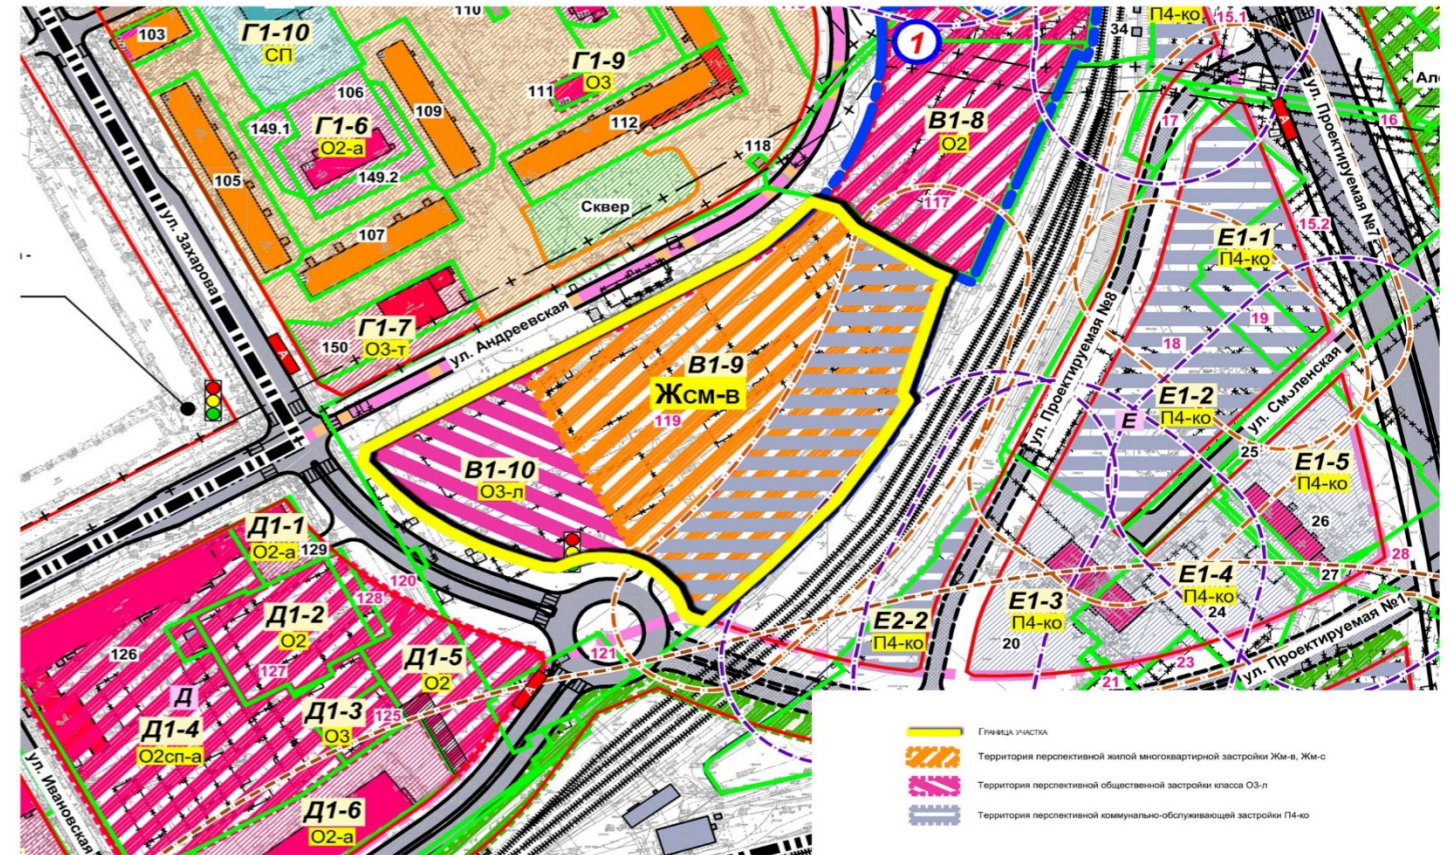 103
Г1-10
СП
110
Г1-9
О3
111
112
106
109
149.1
Г1-6
О2-а
149.2
105
107
118
Сквер
ул. Захарова
Г1-7
О3-т
150
А
ул. Андреевская
1
В1-8
О2
117
34
П4-ко
15.1
17
А
16
ул. Проектируемая №7
15.2
Е1-1
П4-ко
19
18
ул. Проектируемая №8
Е1-2
П4-ко
Е
ул. Смоленская
25
Е1-5
П4-ко
26
28
27
Е1-4
П4-ко
24
Е1-3
П4-ко
20
23
21
ул. Проектируемая №1
Е2-2
П4-ко
В1-9
Жсм-в
119
В1-10
О3-л
Д1-1
О2-а
129
120
128
Д1-2
О2
127
126
Д
Д1-4
О2сп-а
Д1-3
О3
125
Д1-5
О2
А
121
Д1-6
О2-а
ул. Ивановская
Граница участка
Территория перспективной жилой многоквартирной застройки Жм-в, Жм-с
Территория перспективной общественной застройки класса О3-л
Территория перспективной коммунально-обслуживающей застройки П4-ко